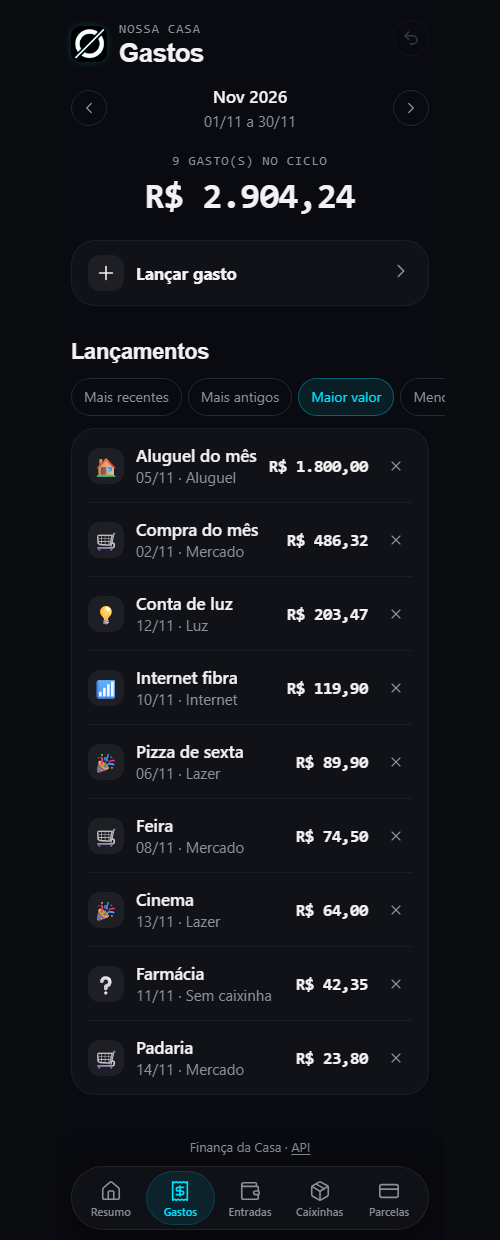 NOSSA CASA
Gastos
Nov 2026
01/11 a 30/11
9 GASTO(S) NO CICLO
R$ 2.904,24
Lançar gasto
Lançamentos
Mais recentes
Mais antigos
Maior valor
Aluguel do mês
R$ 1.800,00
05/11 · Aluguel
Compra do mês
R$ 486,32
02/11 · Mercado
Conta de luz
R$ 203,47
12/11 · Luz
Internet fibra
R$ 119,90
10/11 · Internet
Pizza de sexta
R$ 89,90
06/11 · Lazer
Feira
R$ 74,50
08/11 · Mercado
Cinema
R$ 64,00
13/11 · Lazer
Farmácia
R$ 42,35
11/11 · Sem caixinha
Padaria
R$ 23,80
14/11 · Mercado
Finança da Casa · API
Resumo
Gastos
Entradas
Caixinhas
Parcelas